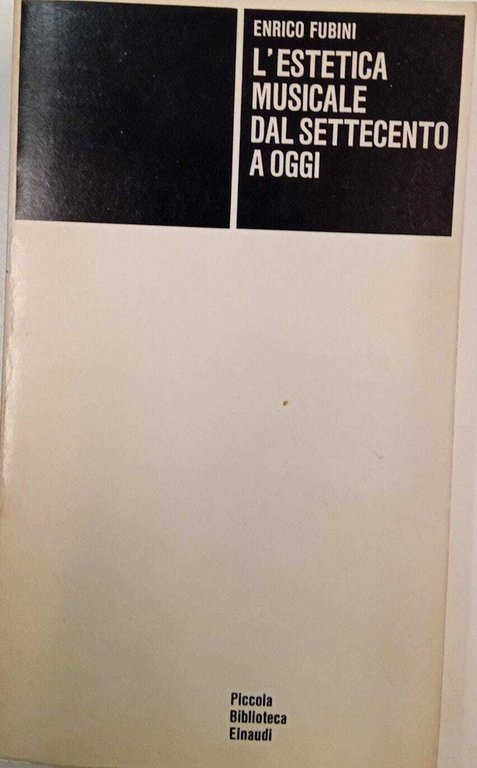 ENRICO FUBINI
L'ESTETICA
MUSICALE
DAL SETTECENTO
A OGGI
Piccola
Biblioteca
Einaudi